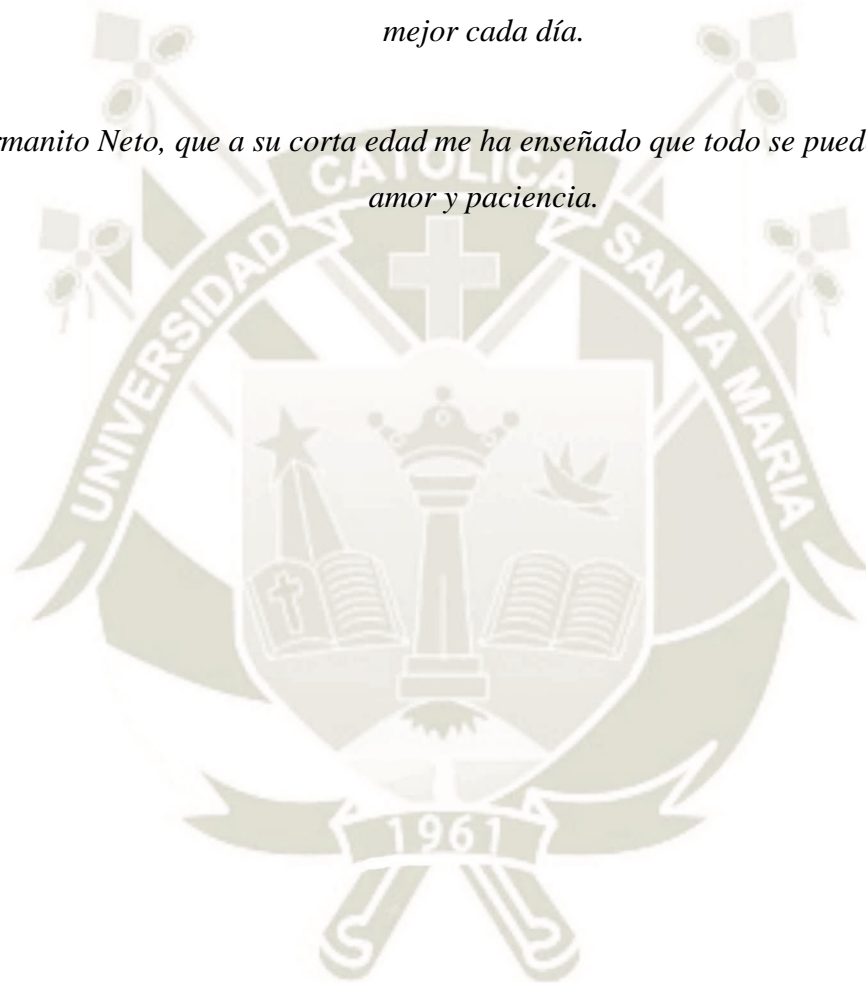 mejor cada día.
rmanito Neto, que a su corta edad me ha enseñado que todo se pued
amor y paciencia.
CATOLICA
UNIVERSIDAD
SANTA MARIA
1961